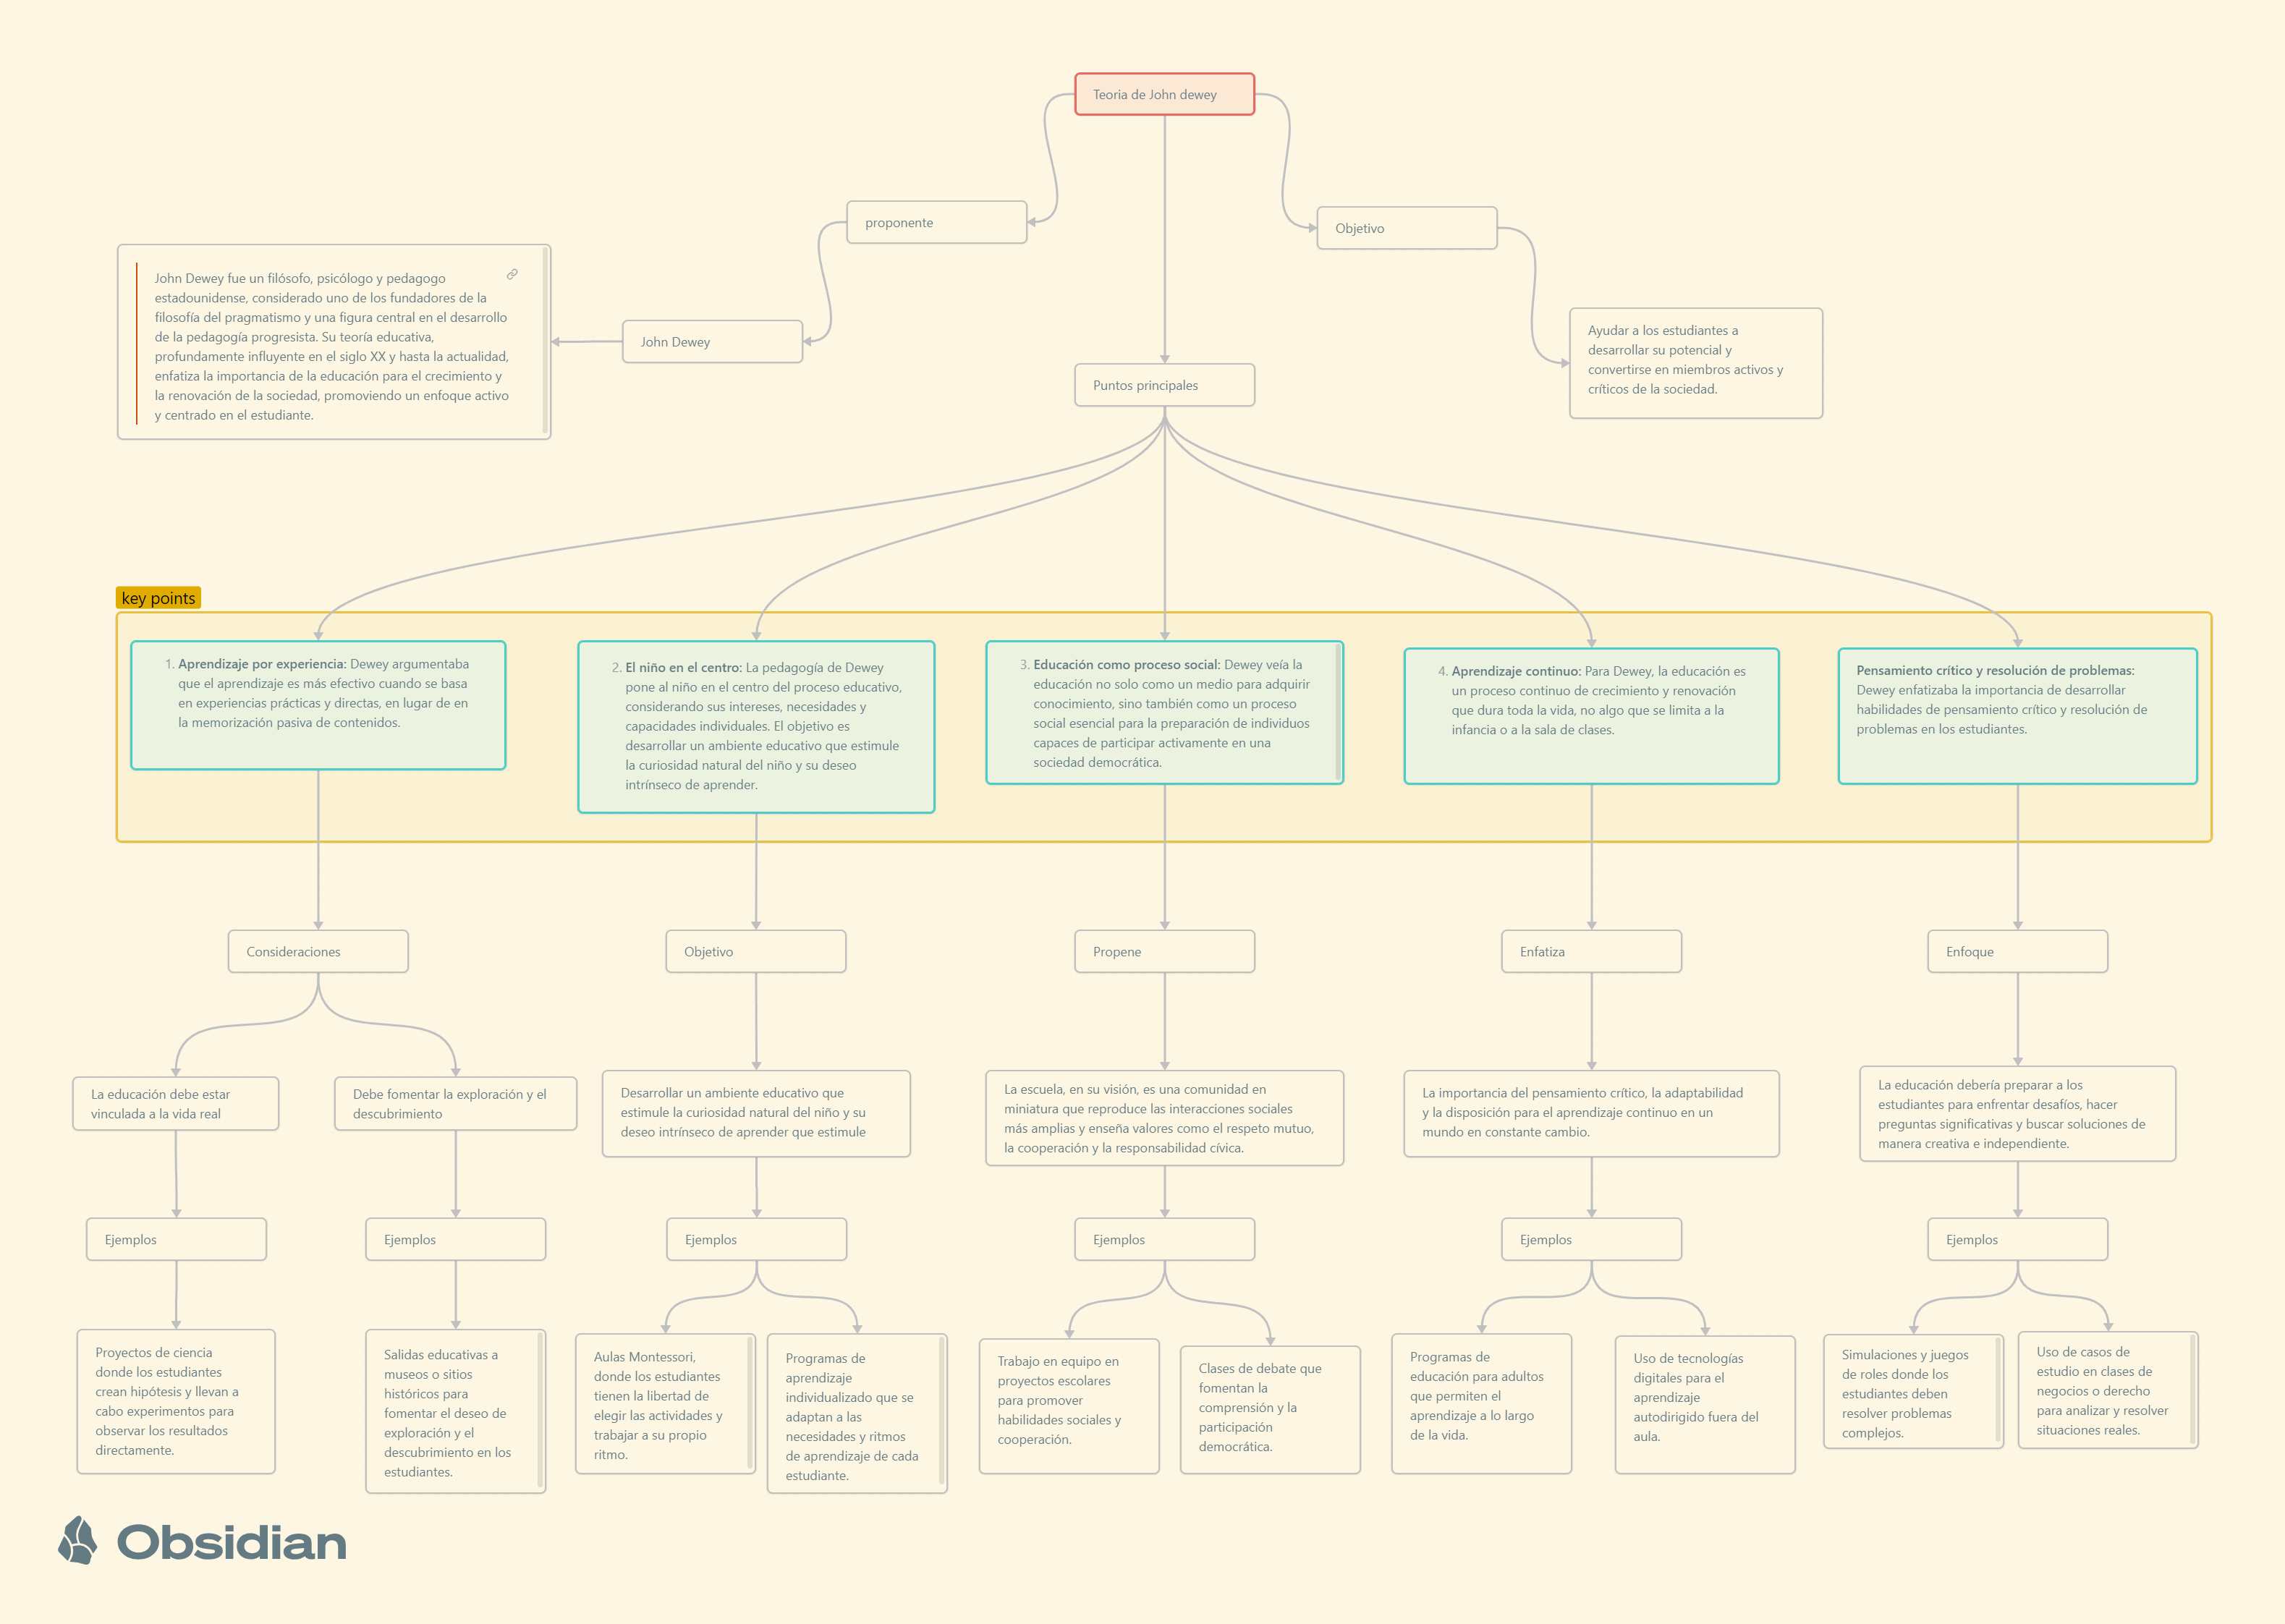 Teoria de John dewey
proponente
Objetivo
John Dewey fue un filósofo, psicólogo y pedagogo
estadounidense, considerado uno de los fundadores de la
filosofía del pragmatismo y una figura central en el desarrollo
de la pedagogía progresista. Su teoría educativa,
profundamente influyente en el siglo XX y hasta la actualidad,
enfatiza la importancia de la educación para el crecimiento y
la renovación de la sociedad, promoviendo un enfoque activo
y centrado en el estudiante.
John Dewey
Ayudar a los estudiantes a
desarrollar su potencial y
convertirse en miembros activos y
críticos de la sociedad.
Puntos principales
key points
1. Aprendizaje por experiencia: Dewey argumentaba
que el aprendizaje es más efectivo cuando se basa
en experiencias prácticas y directas, en lugar de en
la memorización pasiva de contenidos.
2. El niño en el centro: La pedagogía de Dewey
pone al niño en el centro del proceso educativo,
considerando sus intereses, necesidades y
capacidades individuales. El objetivo es
desarrollar un ambiente educativo que estimule
la curiosidad natural del niño y su deseo
intrínseco de aprender.
3. Educación como proceso social: Dewey veía la
educación no solo como un medio para adquirir
conocimiento, sino también como un proceso
social esencial para la preparación de individuos
capaces de participar activamente en una
sociedad democrática.
4. Aprendizaje continuo: Para Dewey, la educación es
un proceso continuo de crecimiento y renovación
que dura toda la vida, no algo que se limita a la
infancia o a la sala de clases.
Pensamiento crítico y resolución de problemas:
Dewey enfatizaba la importancia de desarrollar
habilidades de pensamiento crítico y resolución de
problemas en los estudiantes.
Consideraciones
Objetivo
Propene
Enfatiza
Enfoque
La educación debe estar
vinculada a la vida real
Debe fomentar la exploración y el
descubrimiento
Desarrollar un ambiente educativo que
estimule la curiosidad natural del niño y su
deseo intrínseco de aprender que estimule
La escuela, en su visión, es una comunidad en
miniatura que reproduce las interacciones sociales
más amplias y enseña valores como el respeto mutuo,
la cooperación y la responsabilidad cívica.
La importancia del pensamiento crítico, la adaptabilidad
y la disposición para el aprendizaje continuo en un
mundo en constante cambio.
La educación debería preparar a los
estudiantes para enfrentar desafíos, hacer
preguntas significativas y buscar soluciones de
manera creativa e independiente.
Ejemplos
Ejemplos
Ejemplos
Ejemplos
Ejemplos
Ejemplos
Proyectos de ciencia
donde los estudiantes
crean hipótesis y llevan a
cabo experimentos para
observar los resultados
directamente.
Salidas educativas a
museos o sitios
históricos para
fomentar el deseo de
exploración y el
descubrimiento en los
estudiantes.
Aulas Montessori,
donde los estudiantes
tienen la libertad de
elegir las actividades y
trabajar a su propio
ritmo.
Programas de
aprendizaje
individualizado que se
adaptan a las
necesidades y ritmos
de aprendizaje de cada
estudiante.
Trabajo en equipo en
proyectos escolares
para promover
habilidades sociales y
cooperación.
Clases de debate que
fomentan la
comprensión y la
participación
democrática.
Programas de
educación para adultos
que permiten el
aprendizaje a lo largo
de la vida.
Uso de tecnologías
digitales para el
aprendizaje
autodirigido fuera del
aula.
Simulaciones y juegos
de roles donde los
estudiantes deben
resolver problemas
complejos.
Uso de casos de
estudio en clases de
negocios o derecho
para analizar y resolver
situaciones reales.
Obsidian